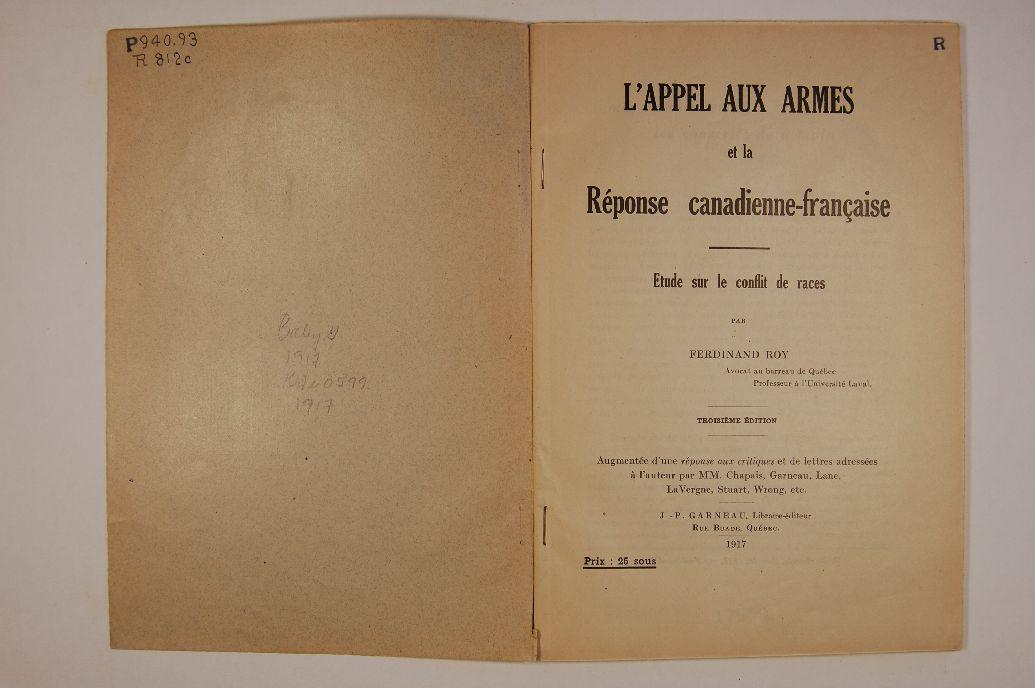 P940.93
R 812c
1917
1917
R
L'APPEL AUX ARMES
et la
Réponse canadienne-française
Etude sur le conflit de races
PAR
FERDINAND ROY
Avocat au barreau de Québec
Professeur à l'Université Laval.
TROISIÈME ÉDITION
Augmentée d'une réponse aux critiques et de lettres adressées
à l'auteur par MM. Chapais, Garneau, Lane,
LaVergne, Stuart, Wrong, etc.
J.-P. GARNEAU, Libraire-éditeur
RUE BUADE, QUÉBEC.
1917
Prix : 25 sous